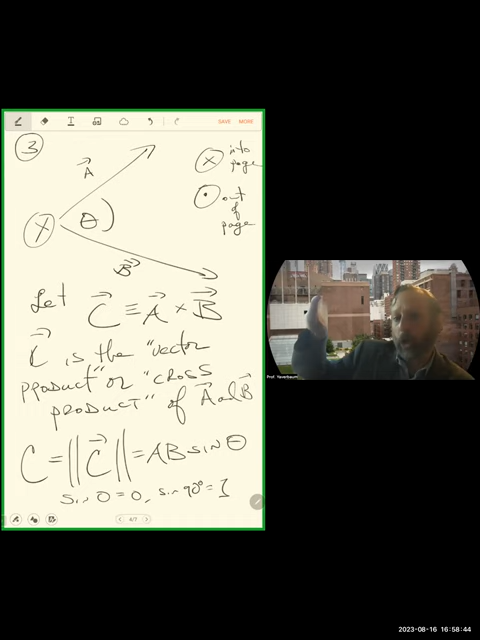 SAVE MORE
3
A
into
page
X
X
θ
out
of
page
B
Let C ≡ A × B
C is the "vector
product" or "cross
product" of A and B
C = ||C|| = AB sin θ
sin 0 = 0, sin 90° = 1
4/7
Prof. Yaverbaum
2023-08-16 16:58:44